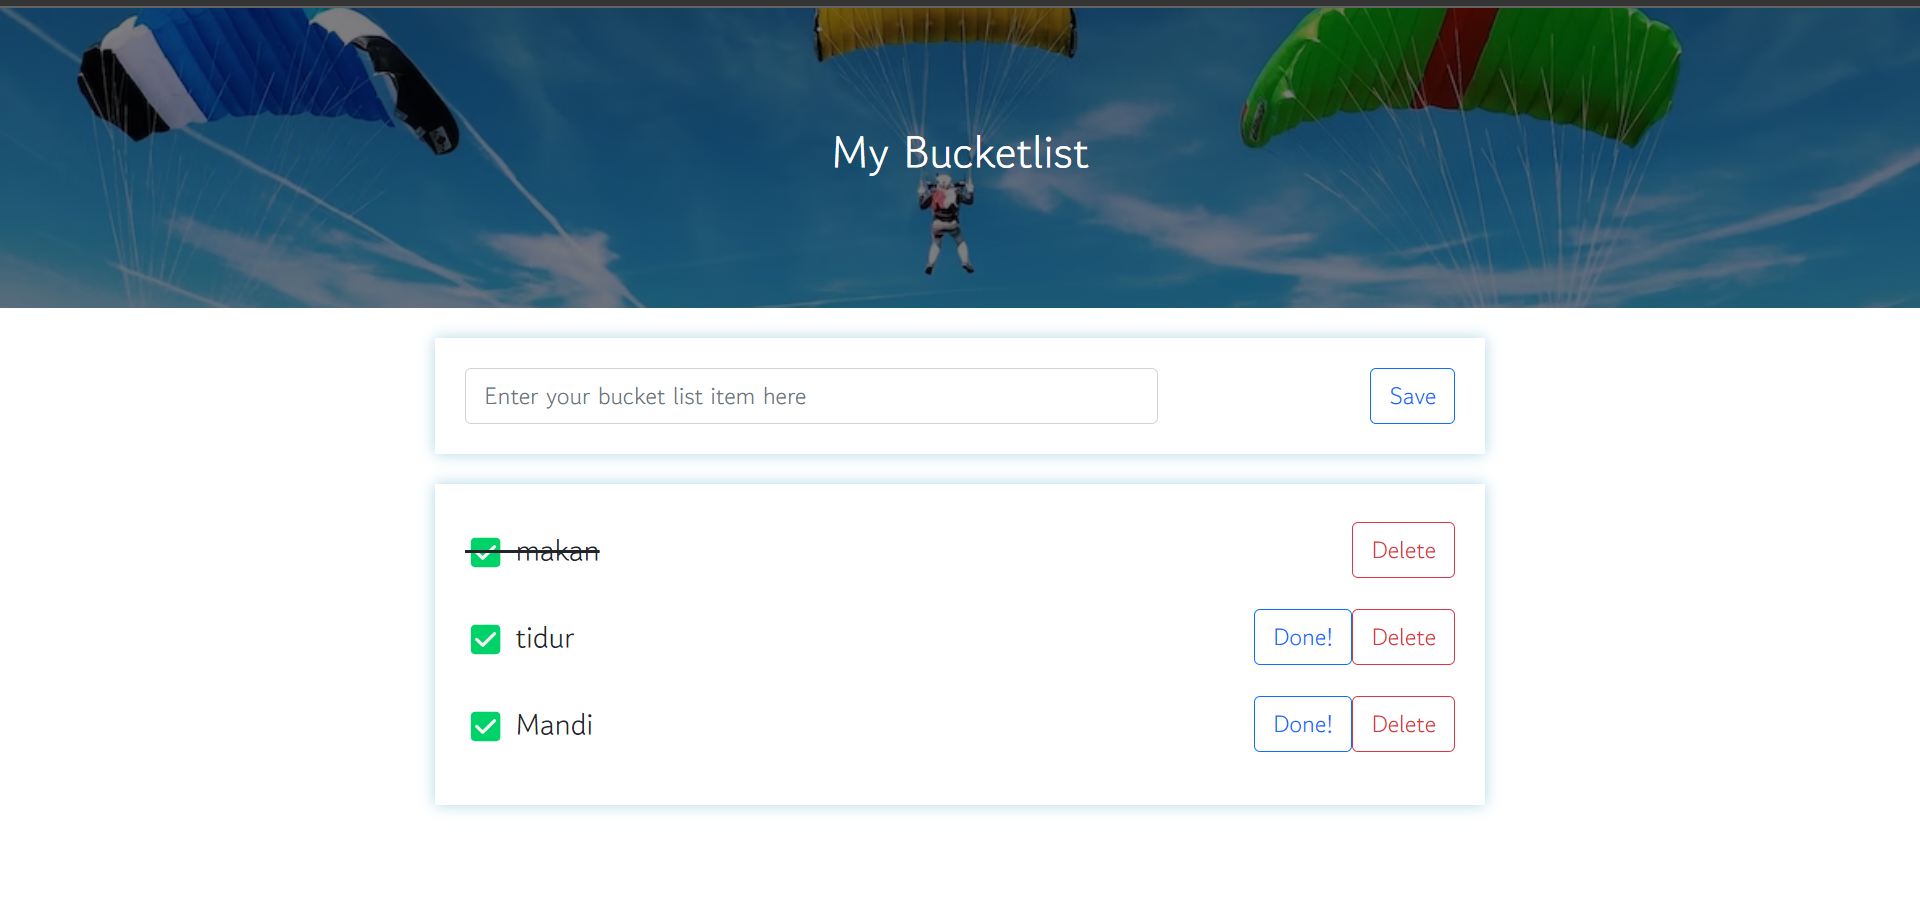 My Bucketlist
Enter your bucket list item here Save
✅ makan Delete
✅ tidur Done! Delete
✅ Mandi Done! Delete